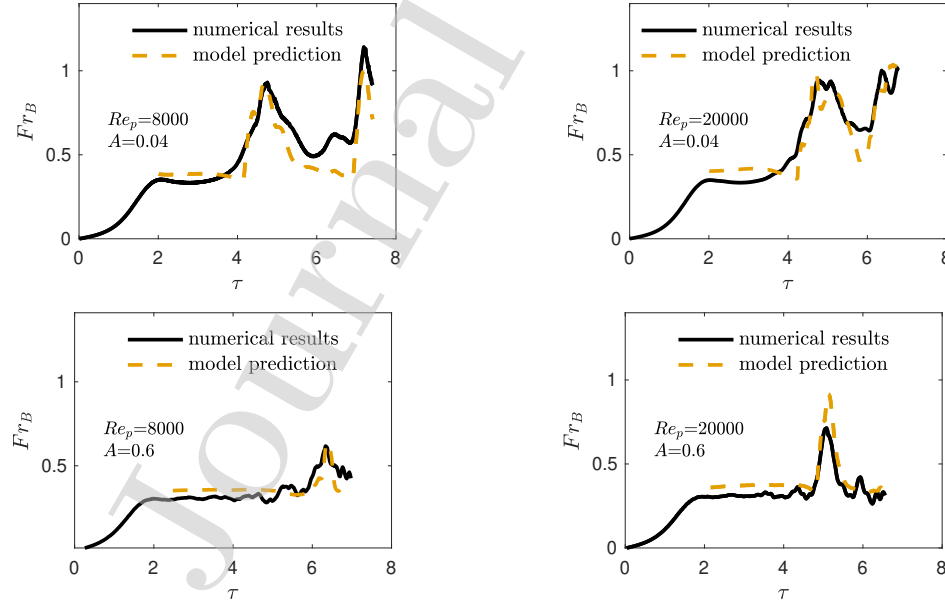 numerical results
model prediction
Re_p=8000
A=0.04
Fr_B
1
0.5
0
0 2 4 6 8
τ
numerical results
model prediction
Re_p=20000
A=0.04
Fr_B
1
0.5
0
0 2 4 6 8
τ
numerical results
model prediction
Re_p=8000
A=0.6
Fr_B
1
0.5
0
0 2 4 6 8
τ
numerical results
model prediction
Re_p=20000
A=0.6
Fr_B
1
0.5
0
0 2 4 6 8
τ
Journal